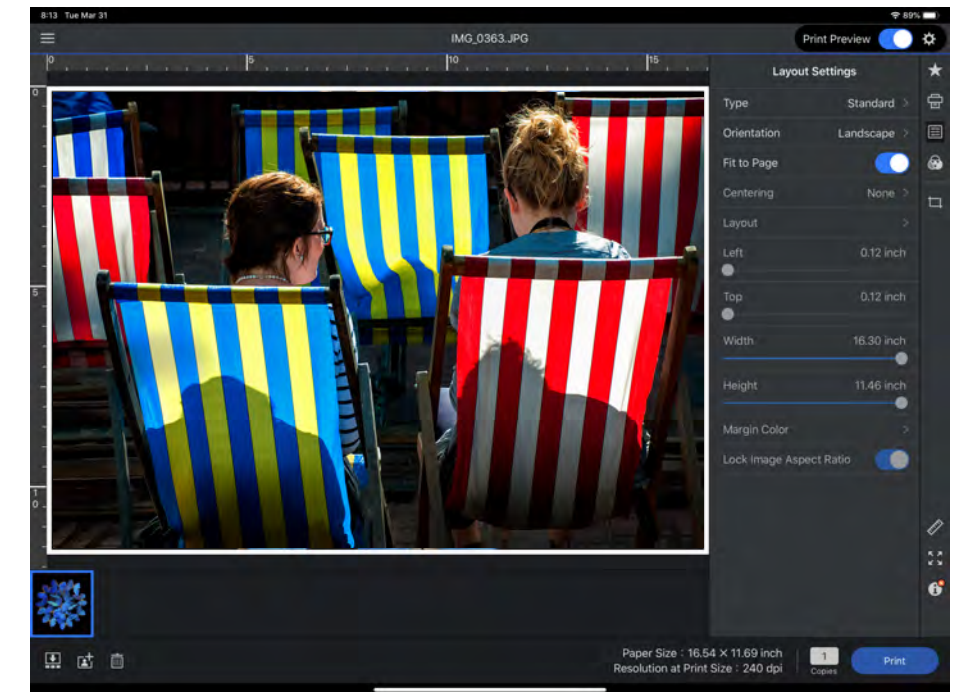 8:13 Tue Mar 31
89%
IMG_0363.JPG
Print Preview
0 5 10 15
0
5
1
0
Layout Settings
Type Standard >
Orientation Landscape >
Fit to Page
Centering None >
Layout >
Left 0.12 inch
Top 0.12 inch
Width 16.30 inch
Height 11.46 inch
Margin Color >
Lock Image Aspect Ratio
Paper Size : 16.54 × 11.69 inch
Resolution at Print Size : 240 dpi
1
Copies
Print